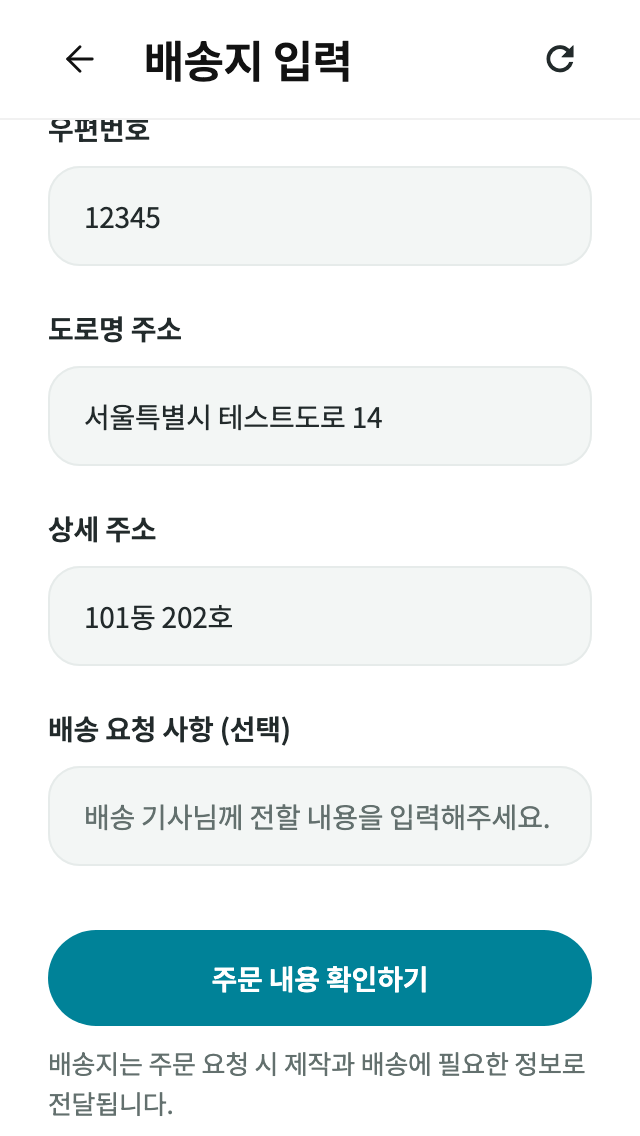 배송지 입력
우편번호
12345
도로명 주소
서울특별시 테스트도로 14
상세 주소
101동 202호
배송 요청 사항 (선택)
배송 기사님께 전할 내용을 입력해주세요.
주문 내용 확인하기
배송지는 주문 요청 시 제작과 배송에 필요한 정보로
전달됩니다.